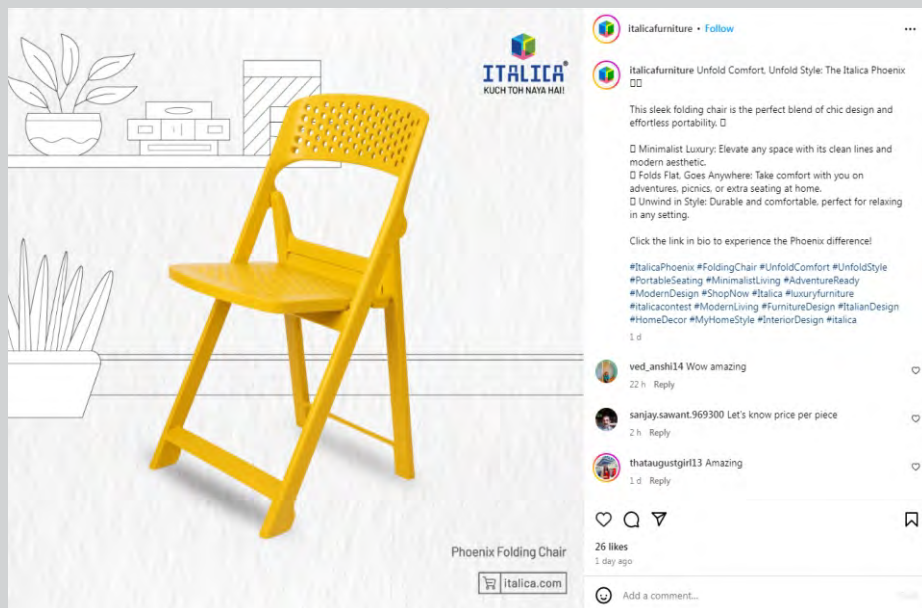 ITALICA®
KUCH TOH NAYA HAI!
Phoenix Folding Chair
italica.com
italicafurniture • Follow
italicafurniture Unfold Comfort, Unfold Style: The Italica Phoenix
This sleek folding chair is the perfect blend of chic design and
effortless portability.
Minimalist Luxury: Elevate any space with its clean lines and
modern aesthetic.
Folds Flat, Goes Anywhere: Take comfort with you on
adventures, picnics, or extra seating at home.
Unwind in Style: Durable and comfortable, perfect for relaxing
in any setting.
Click the link in bio to experience the Phoenix difference!
#ItalicaPhoenix #FoldingChair #UnfoldComfort #UnfoldStyle
#PortableSeating #MinimalistLiving #AdventureReady
#ModernDesign #ShopNow #Italica #luxuryfurniture
#italicacontest #ModernLiving #FurnitureDesign #ItalianDesign
#HomeDecor #MyHomeStyle #InteriorDesign #italica
1 d
ved_anshi14 Wow amazing
22 h Reply
sanjay.sawant.969300 Let's know price per piece
2 h Reply
thataugustgirl13 Amazing
1 d Reply
26 likes
1 day ago
Add a comment...